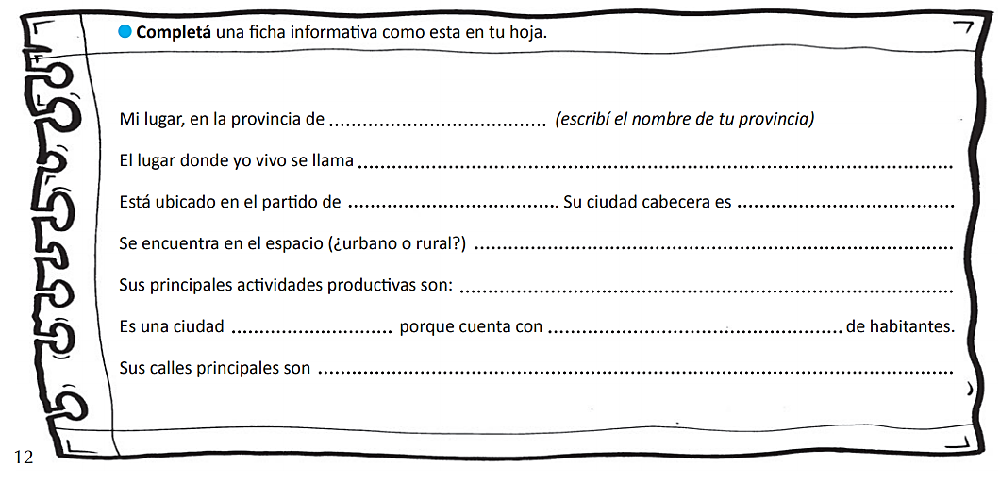 Completá una ficha informativa como esta en tu hoja.
Mi lugar, en la provincia de ........................................ (escribí el nombre de tu provincia)
El lugar donde yo vivo se llama ................................................................................
Está ubicado en el partido de ........................................ Su ciudad cabecera es ........................................
Se encuentra en el espacio (¿urbano o rural?) ................................................................................
Sus principales actividades productivas son: ................................................................................
Es una ciudad .............................. porque cuenta con .................................................. de habitantes.
Sus calles principales son ................................................................................
12